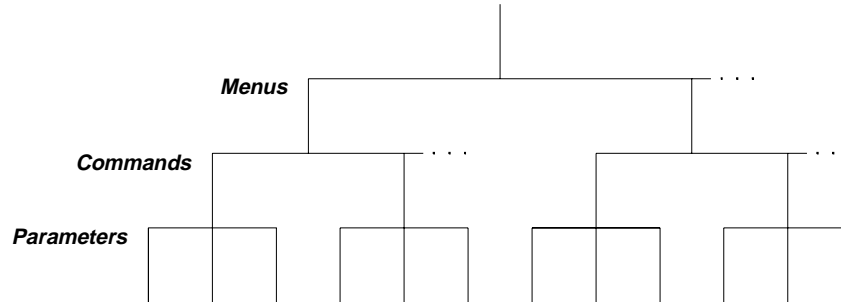 Menus
. . .
Commands
. . .
. . .
Parameters